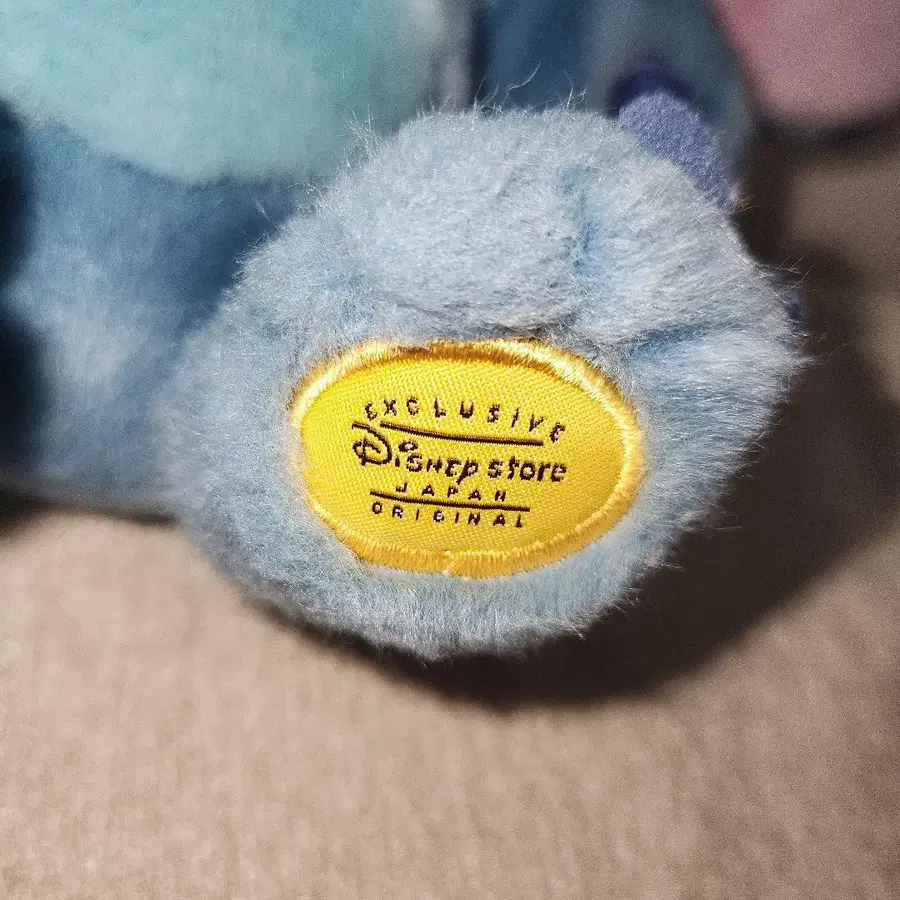 EXCLUSIVE
Disney store
JAPAN
ORIGINAL